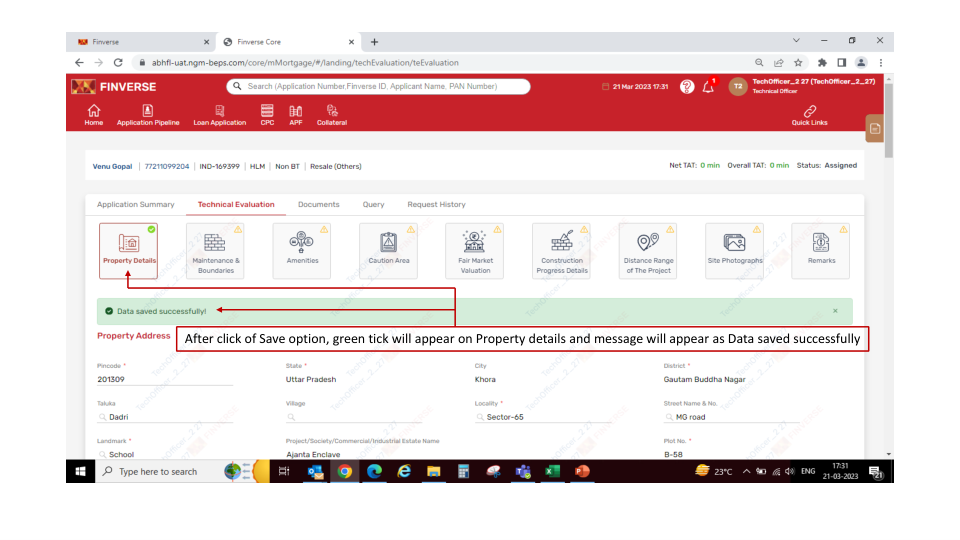 Finverse
Finverse Core
abhfl-uat.ngm-beps.com/core/mMortgage/#/landing/techEvaluation/teEvaluation
FINVERSE
Search (Application Number,Finverse ID, Applicant Name, PAN Number)
21 Mar 2023 17:31
1
T2
TechOfficer_2 27 (TechOfficer_2_27)
Technical Officer
Home
Application Pipeline
Loan Application
CPC
APF
Collateral
Quick Links
Venu Gopal | 77211099204 | IND-169399 | HLM | Non BT | Resale (Others)
Net TAT: 0 min Overall TAT: 0 min Status: Assigned
Application Summary
Technical Evaluation
Documents
Query
Request History
Property Details
Maintenance &
Boundaries
Amenities
Caution Area
Fair Market
Valuation
Construction
Progress Details
Distance Range
of The Project
Site Photographs
Remarks
Data saved successfully!
Property Address
After click of Save option, green tick will appear on Property details and message will appear as Data saved successfully
Pincode *
State *
City
District *
201309
Uttar Pradesh
Khora
Gautam Buddha Nagar
Taluka
Village
Locality *
Street Name & No.
Dadri
Sector-65
MG road
Landmark *
Project/Society/Commercial/Industrial Estate Name
Plot No. *
School
Ajanta Enclave
B-58
Type here to search
23°C
ENG
17:31
21-03-2023
21